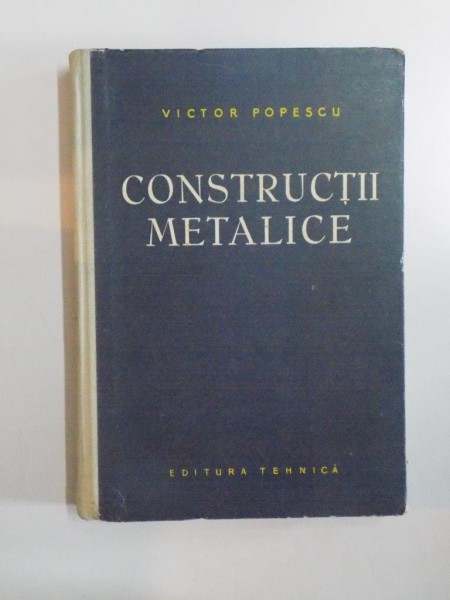 VICTOR POPESCU
CONSTRUCȚII
METALICE
EDITURA TEHNICĂ